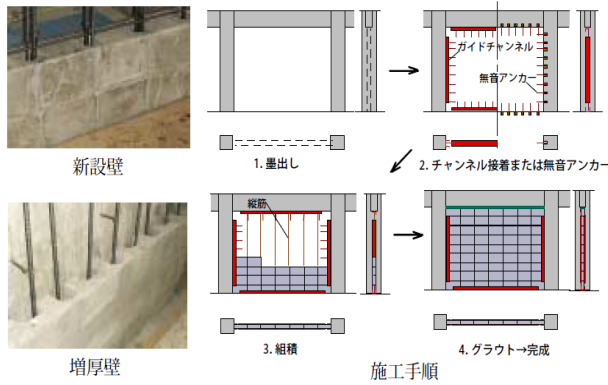 ガイドチャンネル
無音アンカー
新設壁
1. 墨出し
2. チャンネル接着または無音アンカー
縦筋
増厚壁
3. 組積
4. グラウト→完成
施工手順